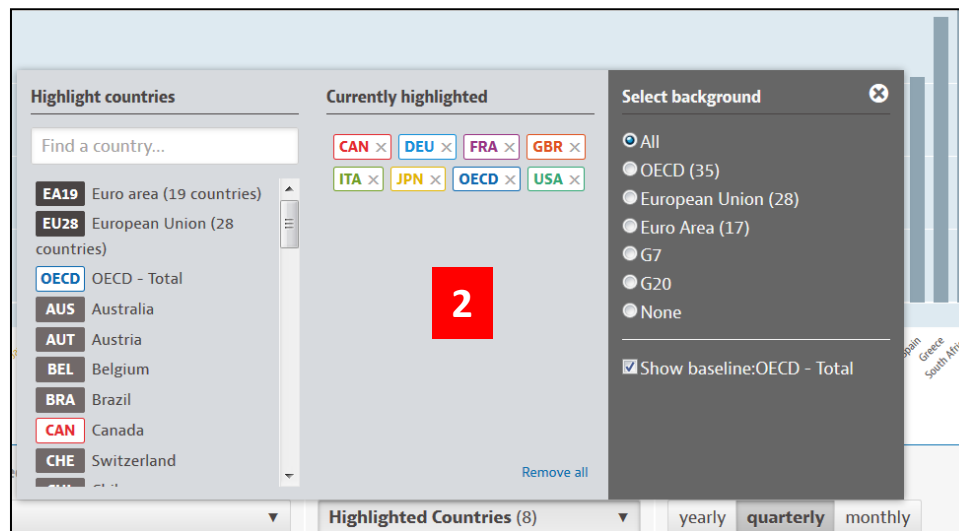 Highlight countries
Find a country...
EA19 Euro area (19 countries)
EU28 European Union (28
countries)
OECD OECD - Total
AUS Australia
AUT Austria
BEL Belgium
BRA Brazil
CAN Canada
CHE Switzerland
Currently highlighted
CAN × DEU × FRA × GBR ×
ITA × JPN × OECD × USA ×
2
Remove all
Select background
All
OECD (35)
European Union (28)
Euro Area (17)
G7
G20
None
Show baseline:OECD - Total
Greece
Highlighted Countries (8)
yearly quarterly monthly